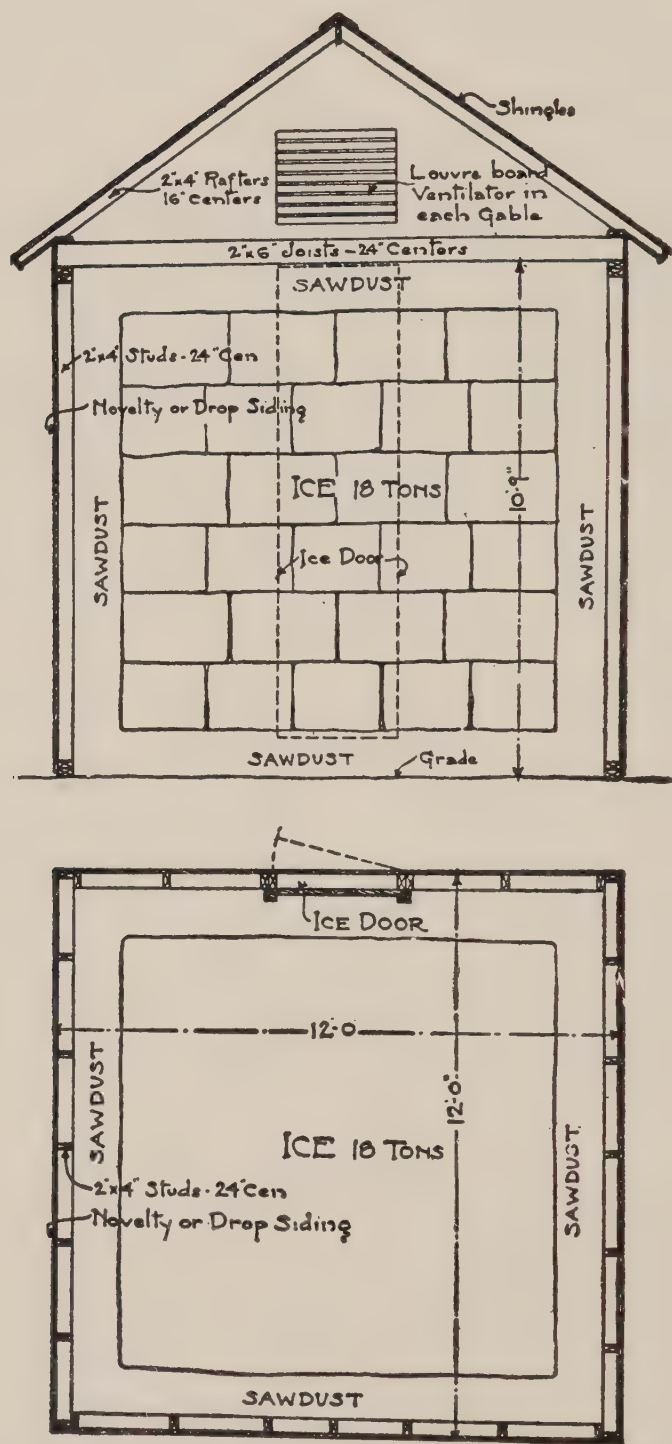 Shingles
2"x4" Rafters
16" Centers
Louvre board
Ventilator in
each Gable
2"x6" Joists - 24" Centers
SAWDUST
2"x4" Studs - 24" Cen
Novelty or Drop Siding
ICE 18 TONS
10'-9"
SAWDUST
SAWDUST
Ice Door
SAWDUST
Grade
ICE DOOR
12'-0
SAWDUST
12'-0"
ICE 18 TONS
2"x4" Studs - 24" Cen
Novelty or Drop Siding
SAWDUST
SAWDUST